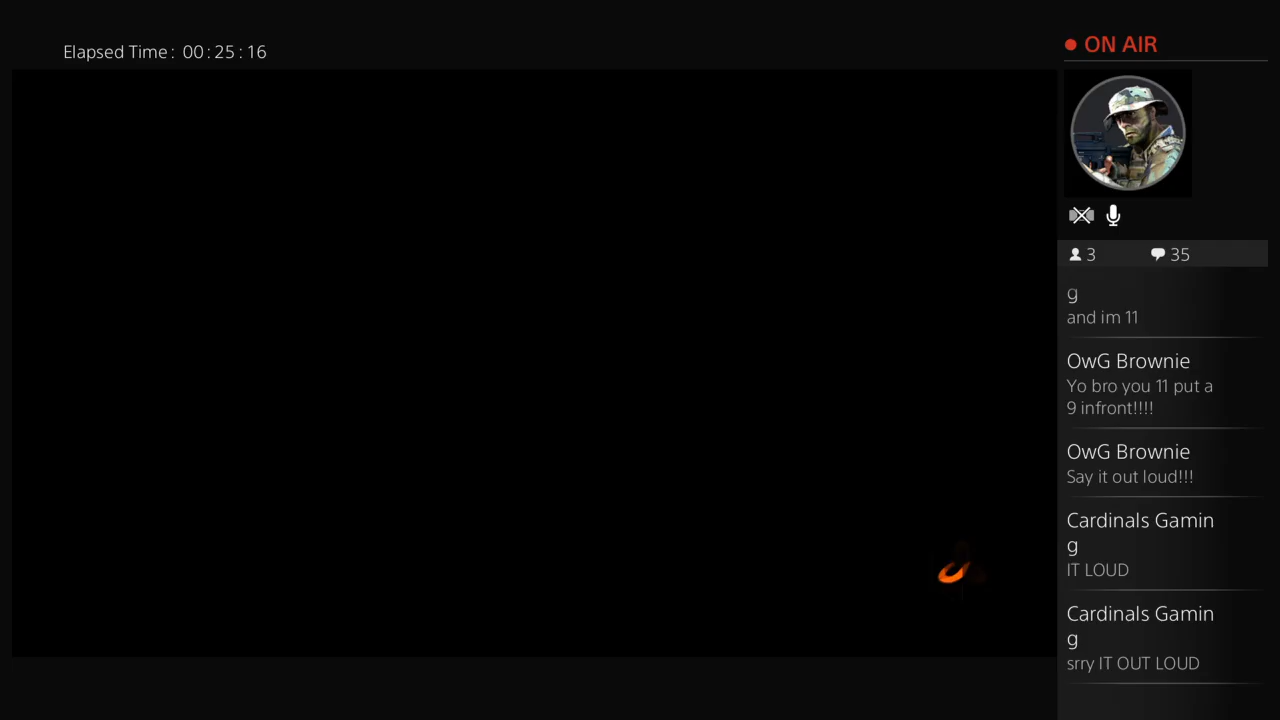 Elapsed Time: 00:25:16
ON AIR
3 35
g
and im 11
OwG Brownie
Yo bro you 11 put a
9 infront!!!!
OwG Brownie
Say it out loud!!!
Cardinals Gamin
g
IT LOUD
Cardinals Gamin
g
srry IT OUT LOUD